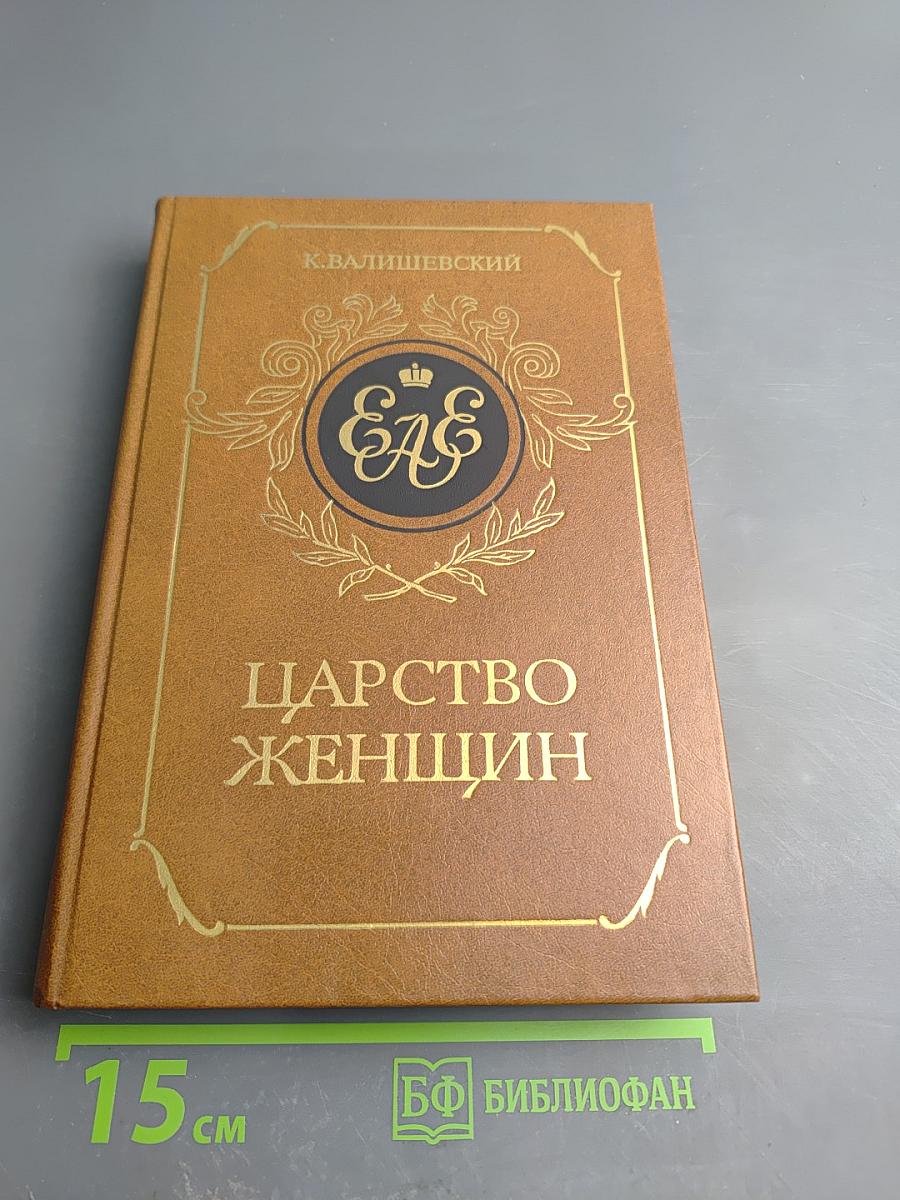 К.ВАЛИШЕВСКИЙ
ЕАЕ
ЦАРСТВО
ЖЕНЩИН
15 см
БФ БИБЛИОФАН